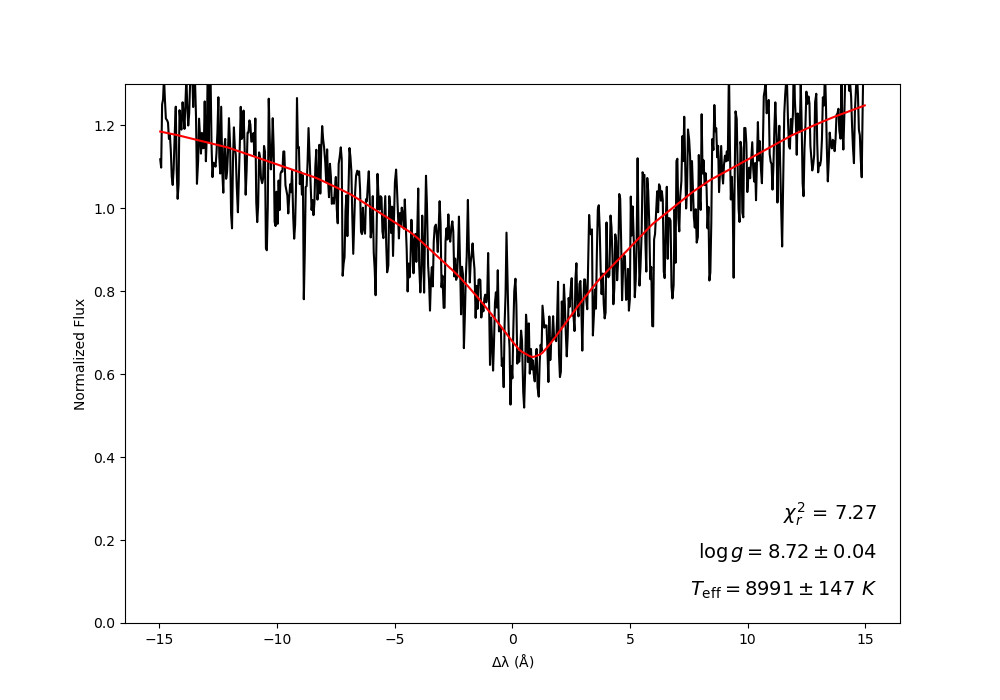 1.2
1.0
0.8
0.6
0.4
0.2
0.0
Normalized Flux
χ²ᵣ = 7.27
log g = 8.72 ± 0.04
T_eff = 8991 ± 147 K
−15 −10 −5 0 5 10 15
Δλ (Å)